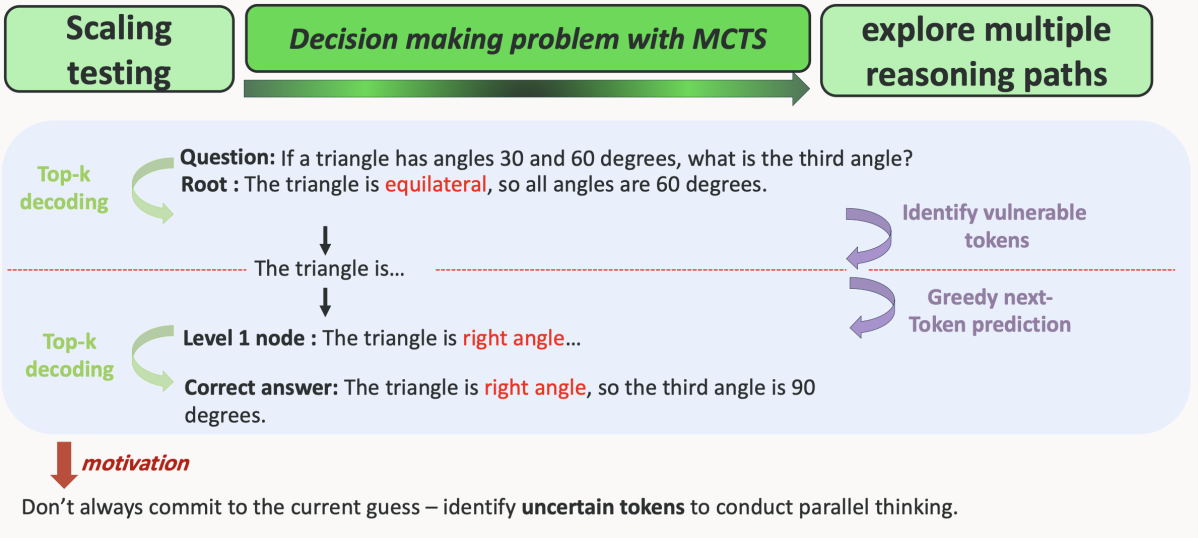 Scaling
testing
Decision making problem with MCTS
explore multiple
reasoning paths
Top-k
decoding
Question: If a triangle has angles 30 and 60 degrees, what is the third angle?
Root : The triangle is equilateral, so all angles are 60 degrees.
Identify vulnerable
tokens
The triangle is...
Greedy next-
Token prediction
Top-k
decoding
Level 1 node : The triangle is right angle...
Correct answer: The triangle is right angle, so the third angle is 90
degrees.
motivation
Don't always commit to the current guess – identify uncertain tokens to conduct parallel thinking.